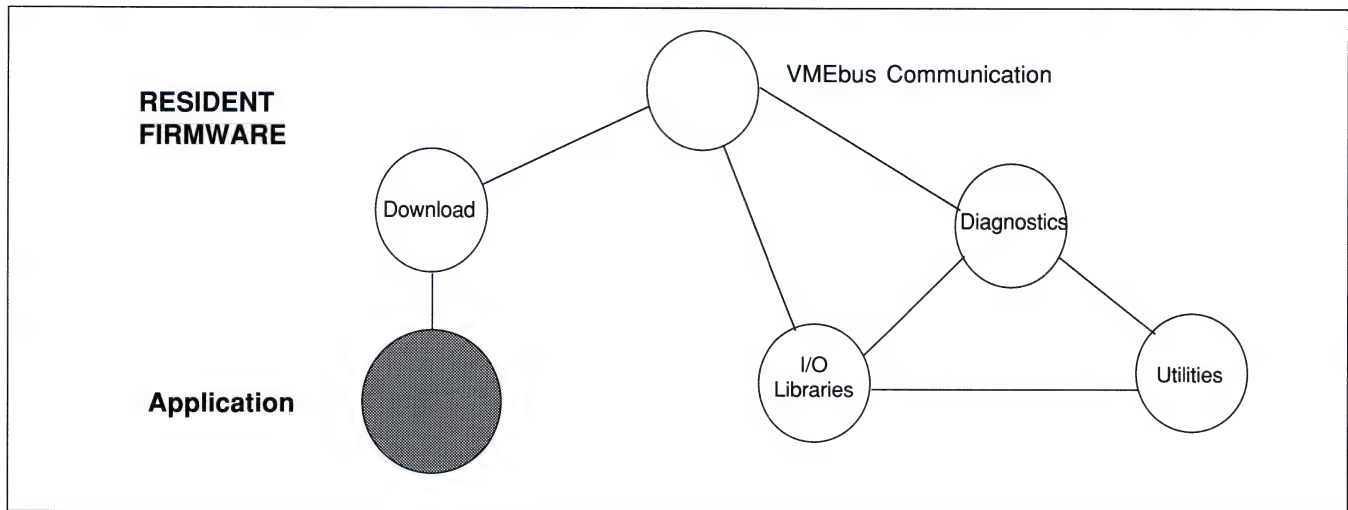 VMEbus Communication
RESIDENT
FIRMWARE
Download
Diagnostics
I/O
Libraries
Utilities
Application